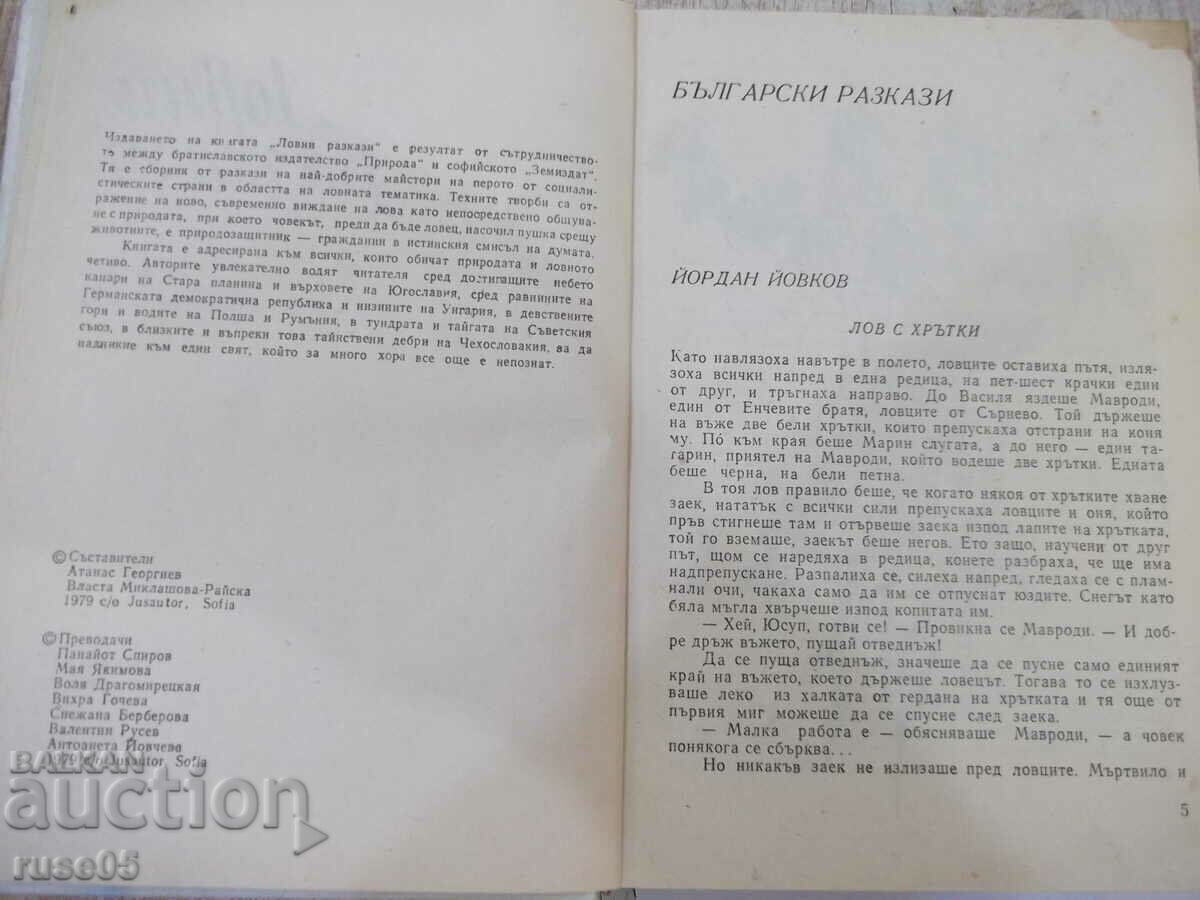 Издаването на книгата „Ловни разкази" е резултат от сътрудничество-
то между братиславското издателство „Природа" и софийското „Земиздат".
Тя е сборник от разкази на най-добрите майстори на перото от социали-
стическите страни в областта на ловната тематика. Техните творби са от-
ражение на ново, съвременно виждане на лова като непосредствено общува-
не с природата, при което човекът, преди да бъде ловец, насочил пушка срещу
животните, е природозащитник — гражданин в истинския смисъл на думата.
Книгата е адресирана към всички, които обичат природата и ловното
четиво. Авторите увлекателно водят читателя сред достигащите небето
канари на Стара планина и върховете на Югославия, сред равнините на
Германската демократична република и низините на Унгария, в девствените
гори и водите на Полша и Румъния, в тундрата и тайгата на Съветския
съюз, в близките и въпреки това тайнствени дебри на Чехословакия, за да
надникне към един свят, който за много хора все още е непознат.
© Съставители
Атанас Георгиев
Власта Миклашова-Райска
1979 c/o Jusautor, Sofia
© Преводачи
Панайот Спиров
Мая Якимова
Воля Драгомирецкая
Вихра Гочева
Снежана Берберова
Валентин Русев
Антоанета Йовчева
1979 c/o Jusautor, Sofia
БЪЛГАРСКИ РАЗКАЗИ
ЙОРДАН ЙОВКОВ
ЛОВ С ХРЪТКИ
Като навлязоха навътре в полето, ловците оставиха пътя, изля-
зоха всички напред в една редица, на пет-шест крачки един
от друг, и тръгнаха направо. До Василя яздеше Мавроди,
един от Енчевите братя, ловците от Сърнево. Той държеше
на въже две бели хрътки, които препускаха отстрани на коня
му. По́ към края беше Марин слугата, а до него — един та-
тарин, приятел на Мавроди, който водеше две хрътки. Едната
беше черна, на бели петна.
В тоя лов правило беше, че когато някоя от хрътките хване
заек, нататък с всички сили препускаха ловците и оня, който
пръв стигнеше там и отървеше заека изпод лапите на хрътката,
той го вземаше, заекът беше негов. Ето защо, научени от друг
път, щом се наредяха в редица, конете разбраха, че ще има
надпрепускане. Разпалиха се, силеха напред, гледаха се с плам-
нали очи, чакаха само да им се отпуснат юздите. Снегът като
бяла мъгла хвърчеше изпод копитата им.
— Хей, Юсуп, готви се! — Провикна се Мавроди. — И доб-
ре дръж въжето, пущай отведнъж!
Да се пуща отведнъж, значеше да се пусне само единият
край на въжето, което държеше ловецът. Тогава то се изхлуз-
ваше леко из халката от гердана на хрътката и тя още от
първия миг можеше да се спусне след заека.
— Малка работа е — обясняваше Мавроди, — а човек
понякога се сбърква...
Но никакъв заек не излизаше пред ловците. Мъртвило и
5
BALKAN
auction
ruse05